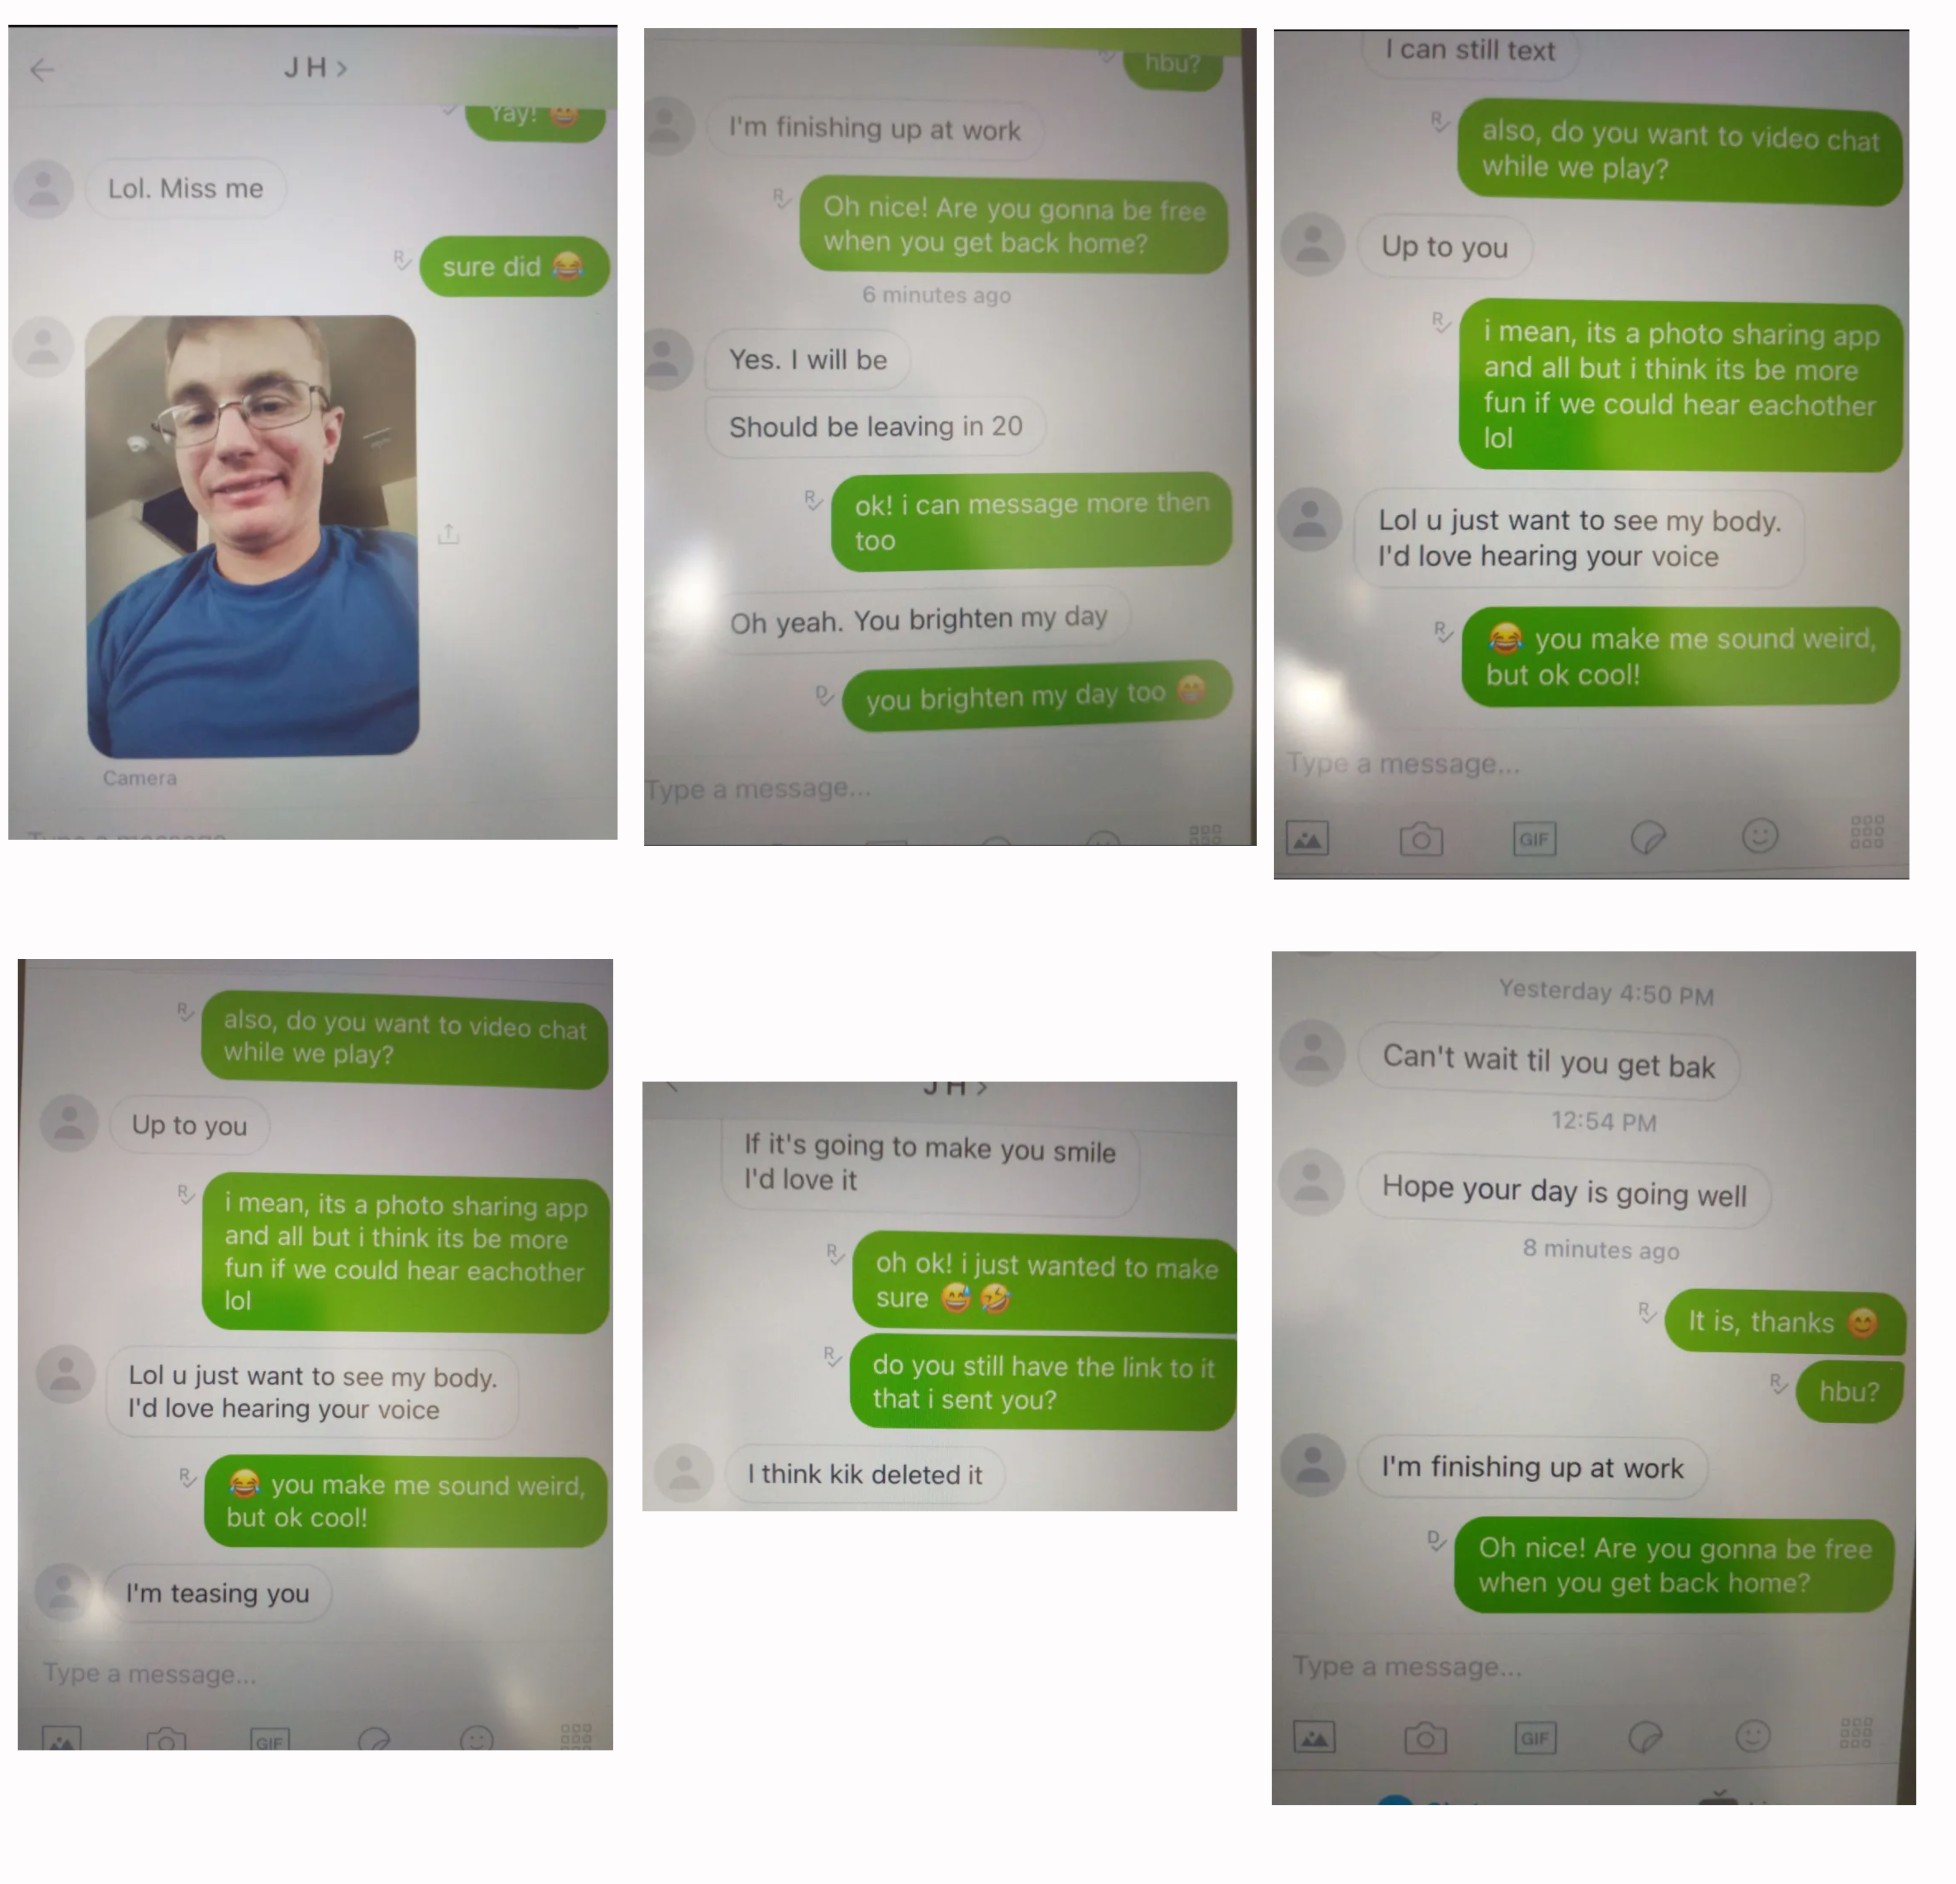 J H >
Yay! 😁
Lol. Miss me
R
sure did 😂
Camera
Type a message
hbu?
I'm finishing up at work
R
Oh nice! Are you gonna be free
when you get back home?
6 minutes ago
Yes. I will be
Should be leaving in 20
R
ok! i can message more then
too
Oh yeah. You brighten my day
D
you brighten my day too 😁
Type a message...
I can still text
R
also, do you want to video chat
while we play?
Up to you
R
i mean, its a photo sharing app
and all but i think its be more
fun if we could hear eachother
lol
Lol u just want to see my body.
I'd love hearing your voice
R
😂 you make me sound weird,
but ok cool!
Type a message...
GIF
R
also, do you want to video chat
while we play?
Up to you
R
i mean, its a photo sharing app
and all but i think its be more
fun if we could hear eachother
lol
Lol u just want to see my body.
I'd love hearing your voice
R
😂 you make me sound weird,
but ok cool!
I'm teasing you
Type a message...
GIF
J H >
If it's going to make you smile
I'd love it
R
oh ok! i just wanted to make
sure 😅 🤣
R
do you still have the link to it
that i sent you?
I think kik deleted it
Yesterday 4:50 PM
Can't wait til you get bak
12:54 PM
Hope your day is going well
8 minutes ago
R
It is, thanks 😊
R
hbu?
I'm finishing up at work
D
Oh nice! Are you gonna be free
when you get back home?
Type a message...
GIF